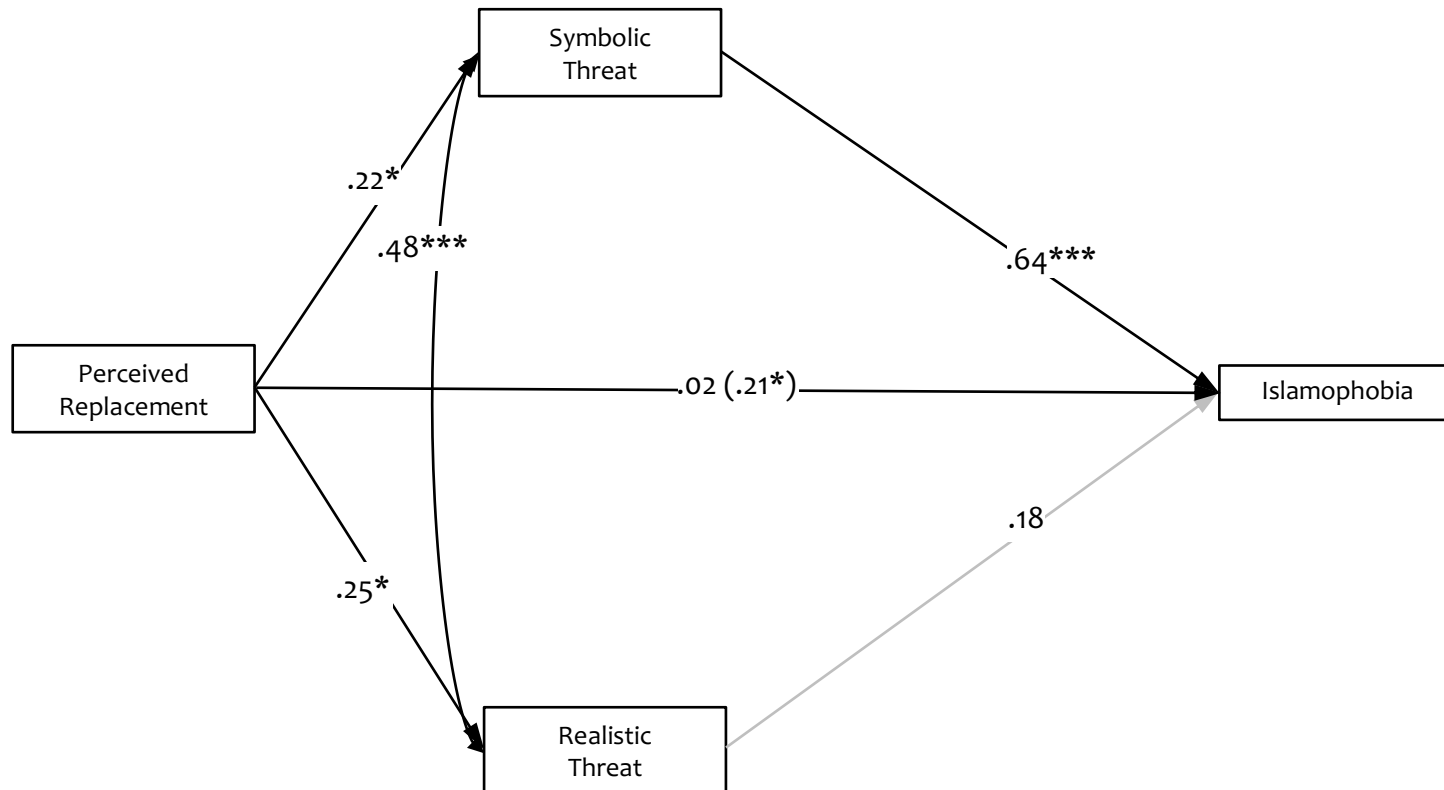 Symbolic
Threat
.22*
.48***
.64***
Perceived
Replacement
.02 (.21*)
Islamophobia
.18
.25*
Realistic
Threat